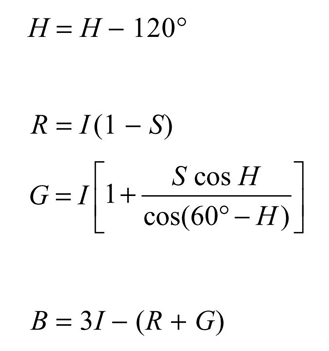 H = H − 120°
R = I(1 − S)
G = I[1 + S cos H / cos(60° − H)]
B = 3I − (R + G)